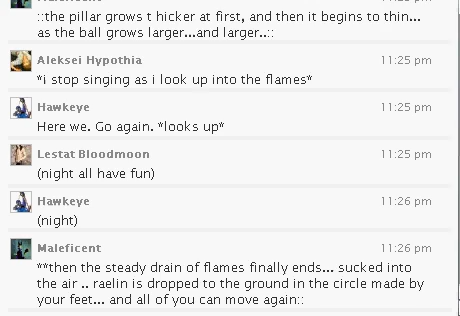 ::the pillar grows t hicker at first, and then it begins to thin...
as the ball grows larger...and larger..::
Aleksei Hypothia 11:25 pm
*i stop singing as i look up into the flames*
Hawkeye 11:25 pm
Here we. Go again. *looks up*
Lestat Bloodmoon 11:25 pm
(night all have fun)
Hawkeye 11:26 pm
(night)
Maleficent 11:26 pm
**then the steady drain of flames finally ends... sucked into
the air .. raelin is dropped to the ground in the circle made by
your feet... and all of you can move again::